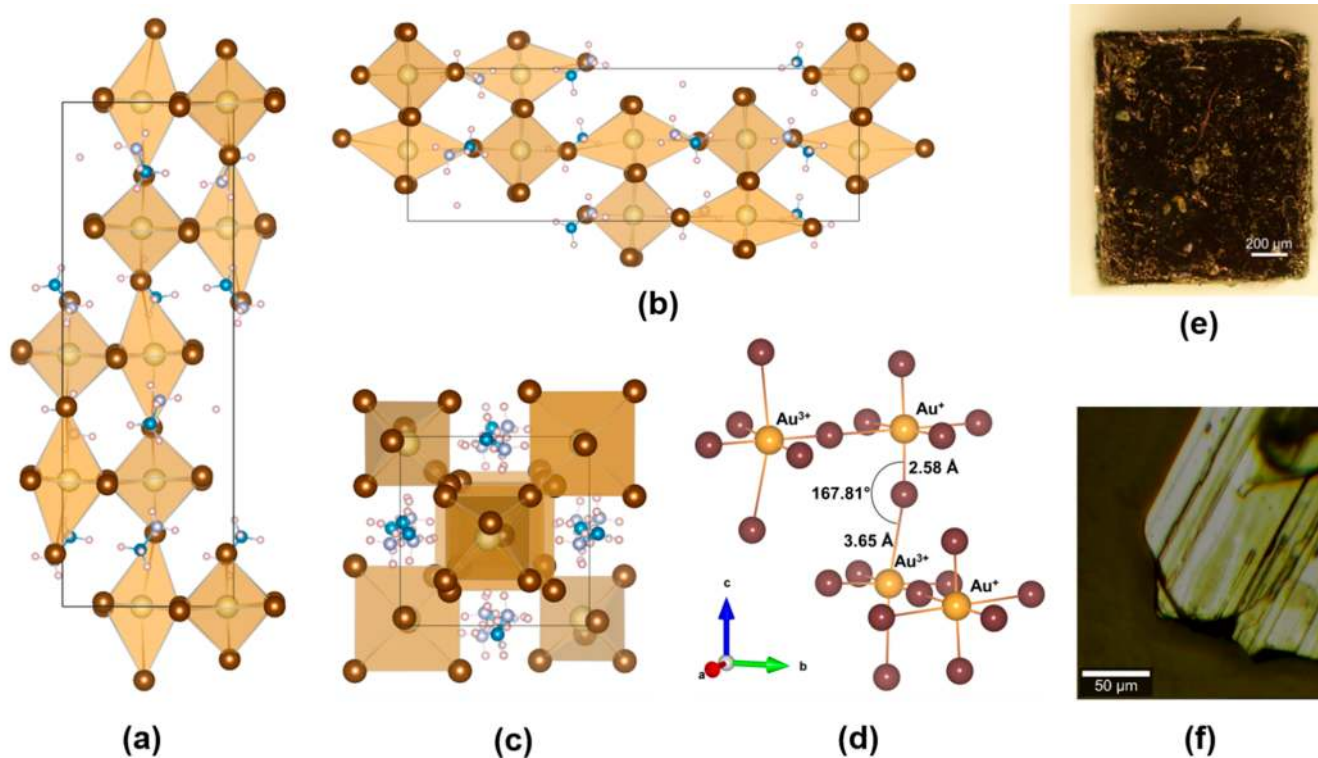 (a)
(b)
(c)
Au³⁺
Au⁺
2.58 Å
167.81°
3.65 Å
Au³⁺
Au⁺
c
a
b
(d)
200 µm
(e)
50 µm
(f)